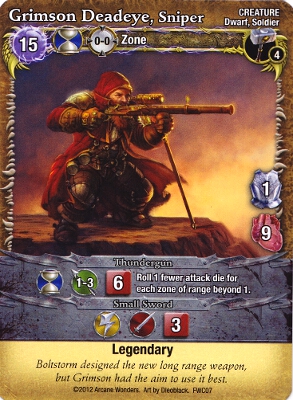 Grimson Deadeye, Sniper
CREATURE
Dwarf, Soldier
15
0-0 Zone
4
1
9
Thundergun
1-3
6
Roll 1 fewer attack die for
each zone of range beyond 1.
Small Sword
3
Legendary
Boltstorm designed the new long range weapon,
but Grimson had the aim to use it best.
©2012 Arcane Wonders. Art by Dleoblack. FWC07